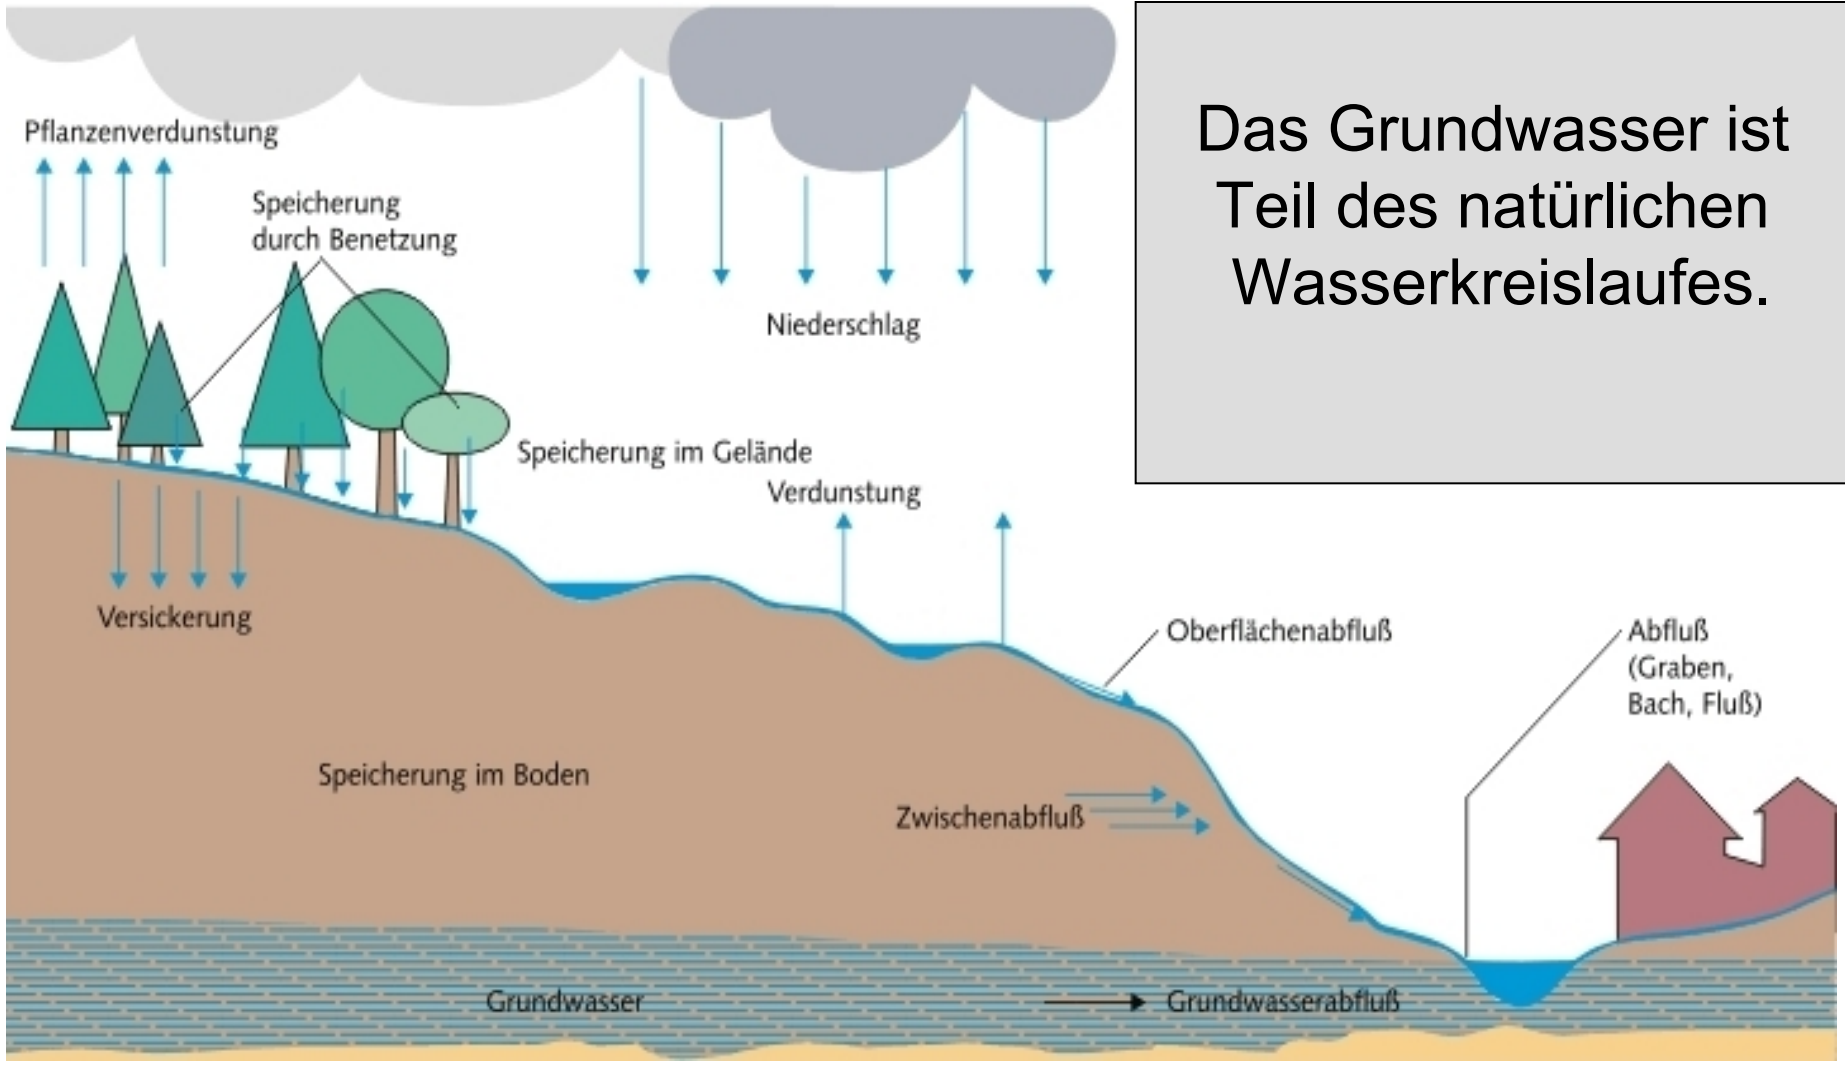 Das Grundwasser ist
Teil des natürlichen
Wasserkreislaufes.
Pflanzenverdunstung
Speicherung
durch Benetzung
Niederschlag
Speicherung im Gelände
Verdunstung
Versickerung
Oberflächenabfluß
Abfluß
(Graben,
Bach, Fluß)
Speicherung im Boden
Zwischenabfluß
Grundwasser
Grundwasserabfluß